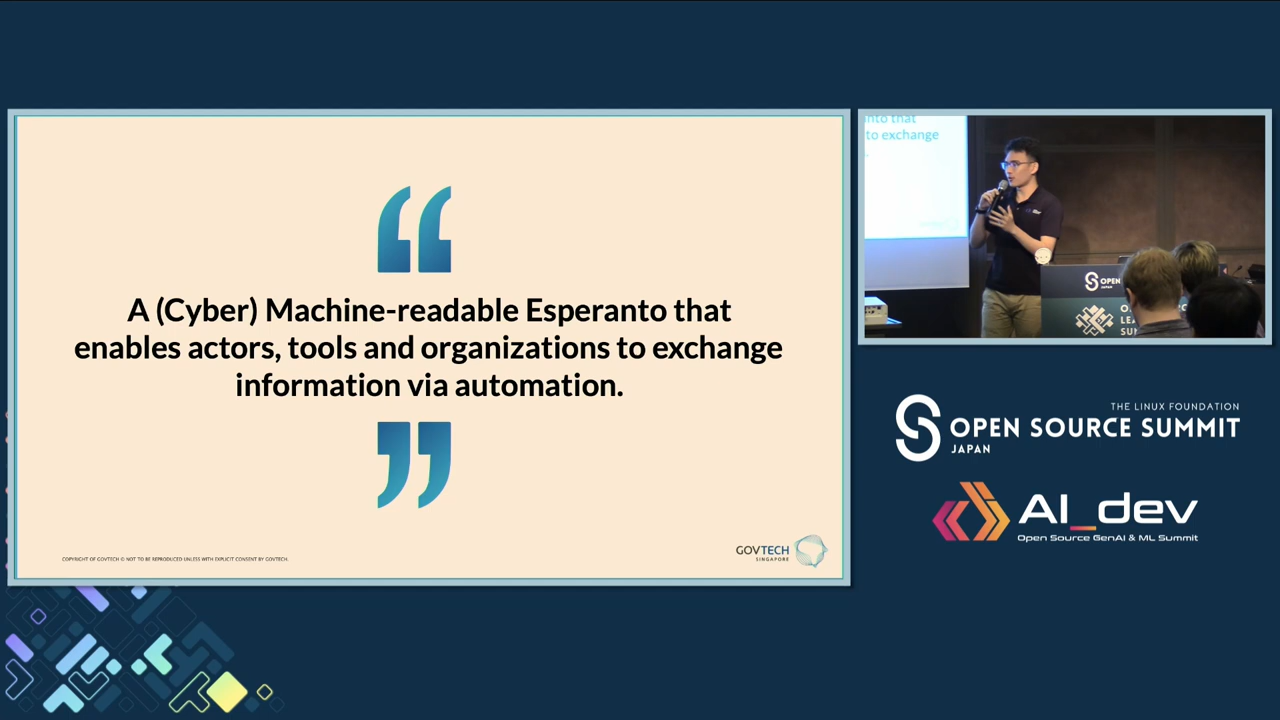 “
A (Cyber) Machine-readable Esperanto that
enables actors, tools and organizations to exchange
information via automation.
”
COPYRIGHT OF GOVTECH © NOT TO BE REPRODUCED UNLESS WITH EXPLICIT CONSENT BY GOVTECH.
GOVTECH
SINGAPORE
to exchange
OPEN
JAPAN
THE LINUX FOUNDATION
OPEN SOURCE SUMMIT
JAPAN
AI_dev
Open Source GenAI & ML Summit